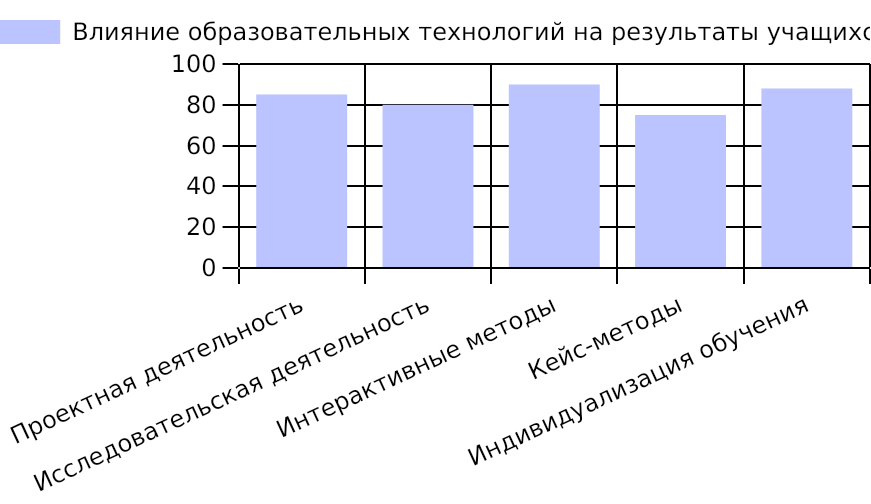 Влияние образовательных технологий на результаты учащихс
100
80
60
40
20
0
Проектная деятельность
Исследовательская деятельность
Интерактивные методы
Кейс-методы
Индивидуализация обучения